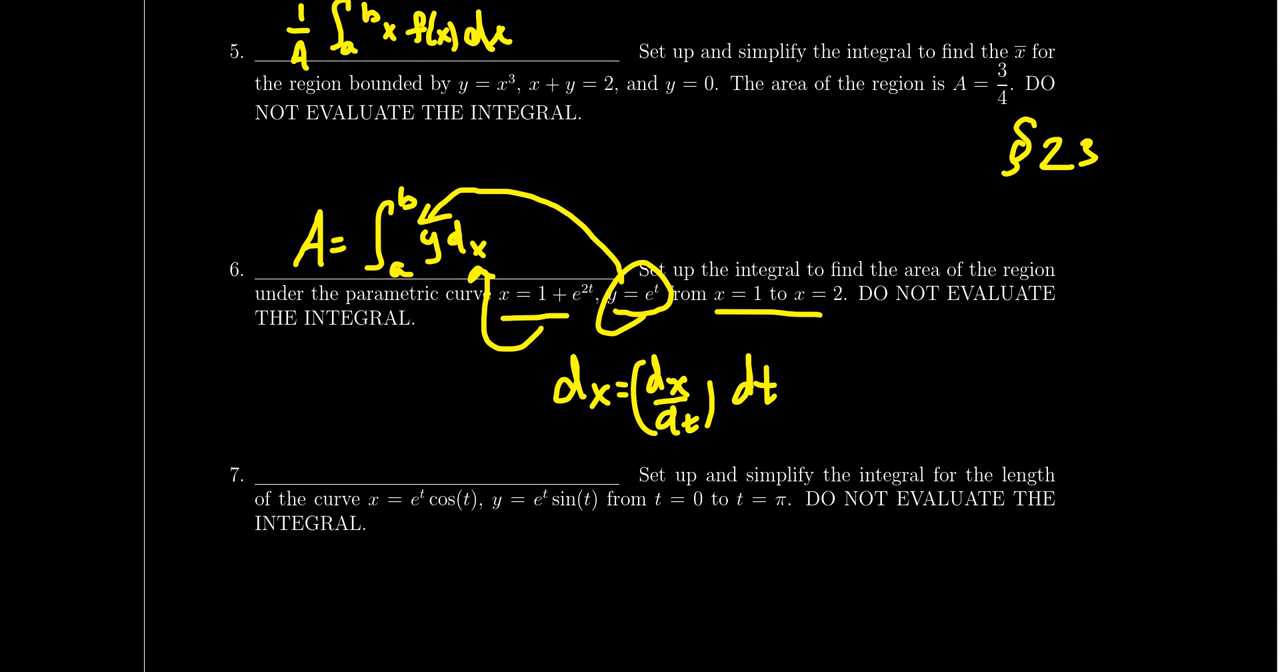 1/A ∫_a^b x f(x) dx
5. ____________ Set up and simplify the integral to find the x̄ for
the region bounded by y = x³, x + y = 2, and y = 0. The area of the region is A = 3/4. DO
NOT EVALUATE THE INTEGRAL.
§23
A = ∫_a^b y dx
6. ____________ Set up the integral to find the area of the region
under the parametric curve x = 1 + e^{2t}, y = e^t from x = 1 to x = 2. DO NOT EVALUATE
THE INTEGRAL.
dx = (dx/dt) dt
7. ____________ Set up and simplify the integral for the length
of the curve x = e^t cos(t), y = e^t sin(t) from t = 0 to t = π. DO NOT EVALUATE THE
INTEGRAL.